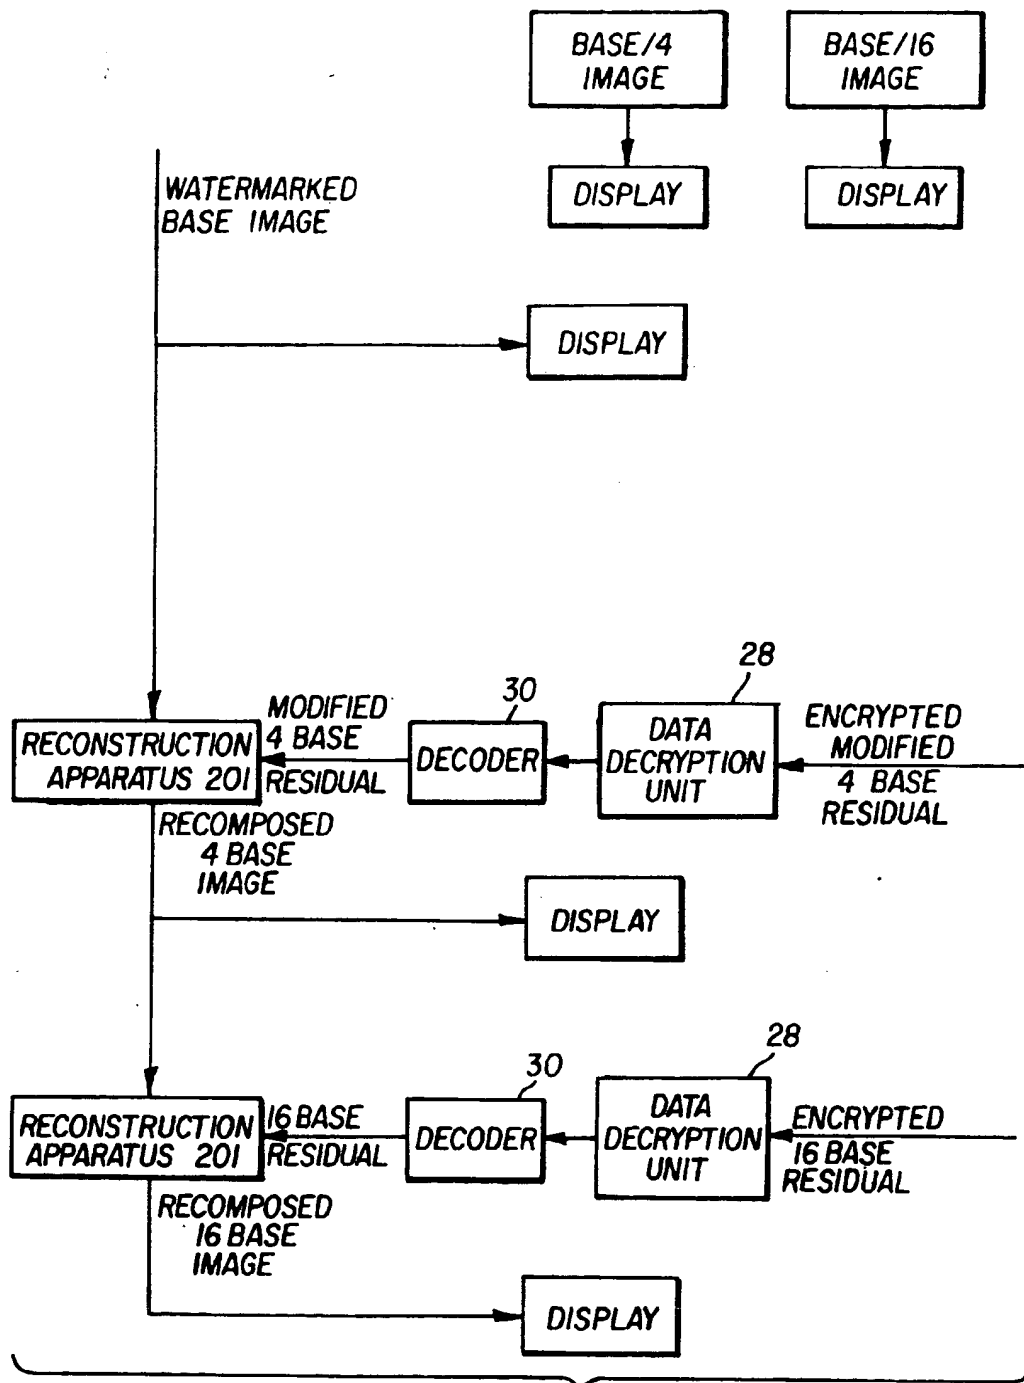 BASE/4
IMAGE
BASE/16
IMAGE
DISPLAY
DISPLAY
WATERMARKED
BASE IMAGE
DISPLAY
28
30
MODIFIED
4 BASE
RESIDUAL
RECONSTRUCTION
APPARATUS 201
DECODER
DATA
DECRYPTION
UNIT
ENCRYPTED
MODIFIED
4 BASE
RESIDUAL
RECOMPOSED
4 BASE
IMAGE
DISPLAY
28
30
RECONSTRUCTION
APPARATUS 201
16 BASE
RESIDUAL
DECODER
DATA
DECRYPTION
UNIT
ENCRYPTED
16 BASE
RESIDUAL
RECOMPOSED
16 BASE
IMAGE
DISPLAY